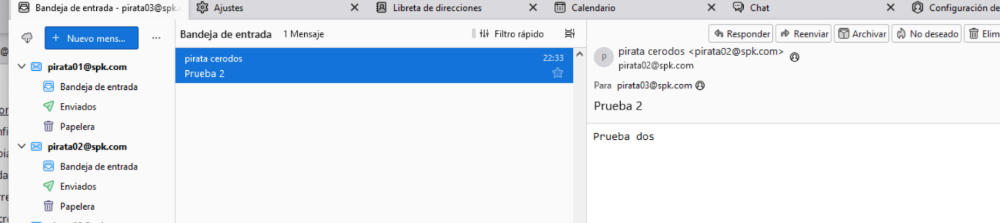 Bandeja de entrada - pirata03@spk.
Ajustes
Libreta de direcciones
Calendario
Chat
Configuración de
Nuevo mens...
Bandeja de entrada 1 Mensaje
Filtro rápido
Responder
Reenviar
Archivar
No deseado
Elim
pirata01@spk.com
Bandeja de entrada
Enviados
Papelera
pirata02@spk.com
Bandeja de entrada
Enviados
Papelera
pirata cerodos 22:33
Prueba 2
P
pirata cerodos <pirata02@spk.com>
pirata02@spk.com
Para pirata03@spk.com
Prueba 2
Prueba dos